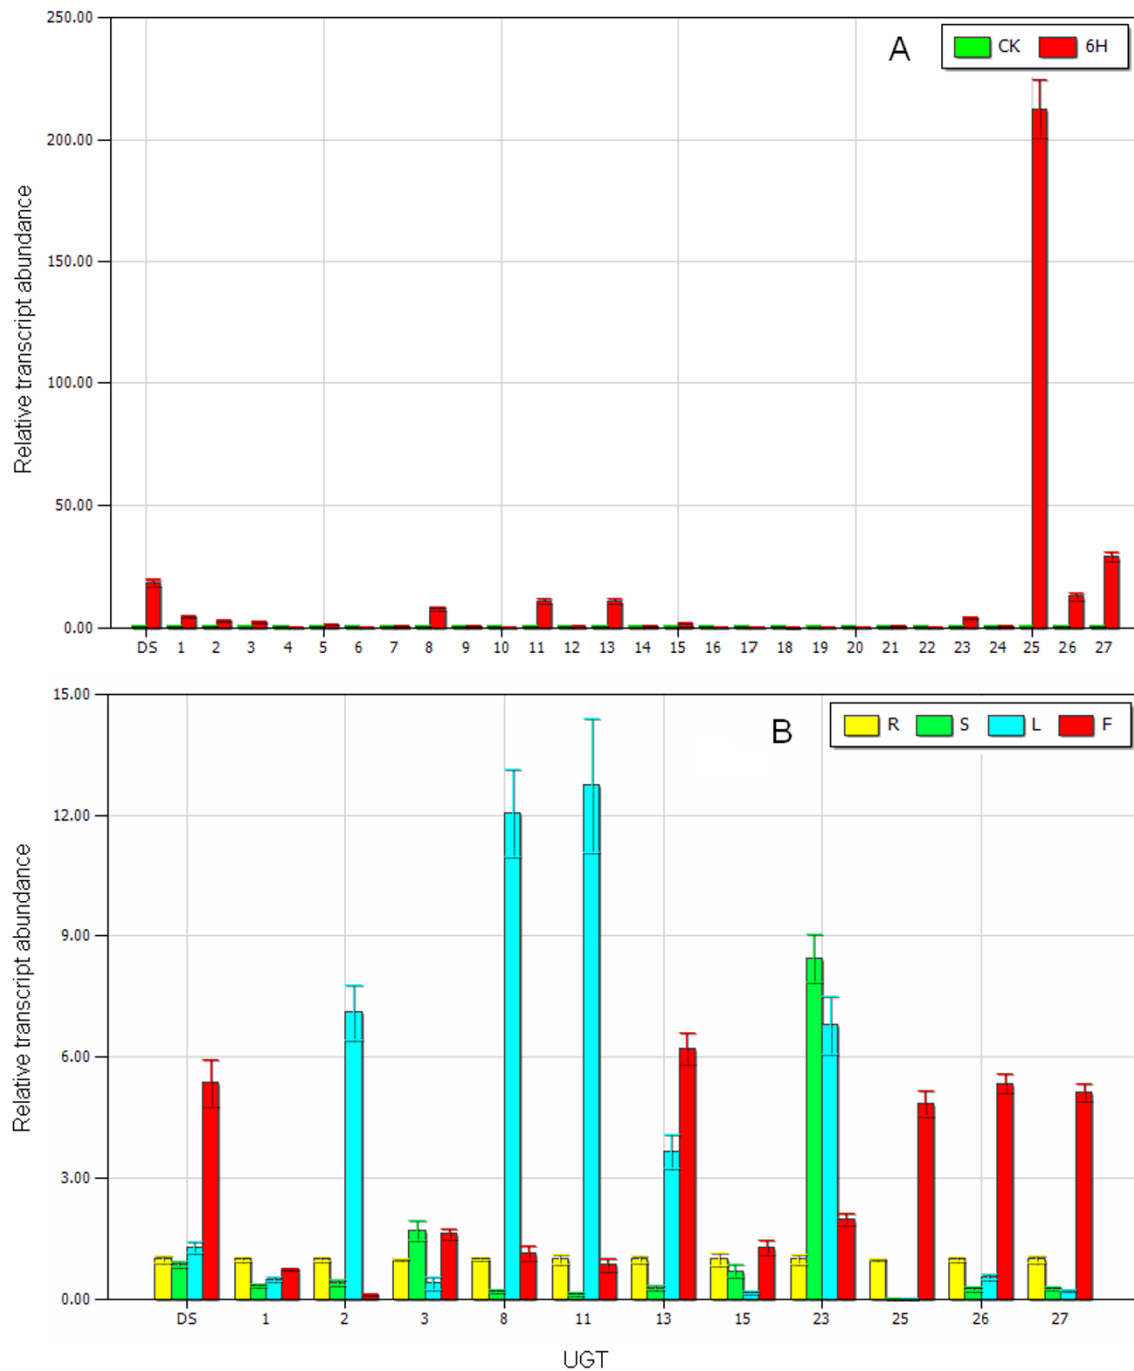 250.00
A
CK 6H
200.00
150.00
100.00
50.00
0.00
Relative transcript abundance
DS 1 2 3 4 5 6 7 8 9 10 11 12 13 14 15 16 17 18 19 20 21 22 23 24 25 26 27
15.00
B
R S L F
12.00
9.00
6.00
3.00
0.00
Relative transcript abundance
DS 1 2 3 8 11 13 15 23 25 26 27
UGT